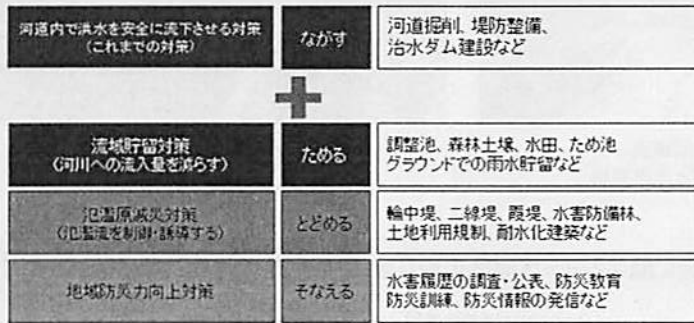 河道内で洪水を安全に流下させる対策
(これまでの対策)
ながす
河道掘削、堤防整備、
治水ダム建設など
流域貯留対策
(河川への流入量を減らす)
ためる
調整池、森林土壌、水田、ため池
グラウンドでの雨水貯留など
氾濫原減災対策
(氾濫流を制御・誘導する)
とどめる
輪中堤、二線堤、霞堤、水害防備林、
土地利用規制、耐水化建築など
地域防災力向上対策
そなえる
水害履歴の調査・公表、防災教育
防災訓練、防災情報の発信など